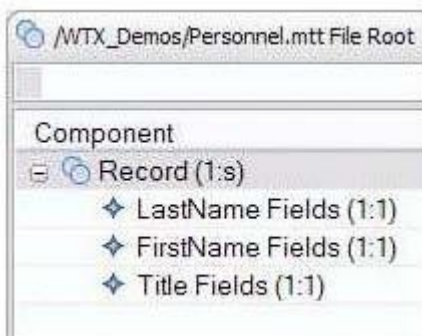 /WTX_Demos/Personnel.mtt File Root
Component
Record (1:s)
LastName Fields (1:1)
FirstName Fields (1:1)
Title Fields (1:1)